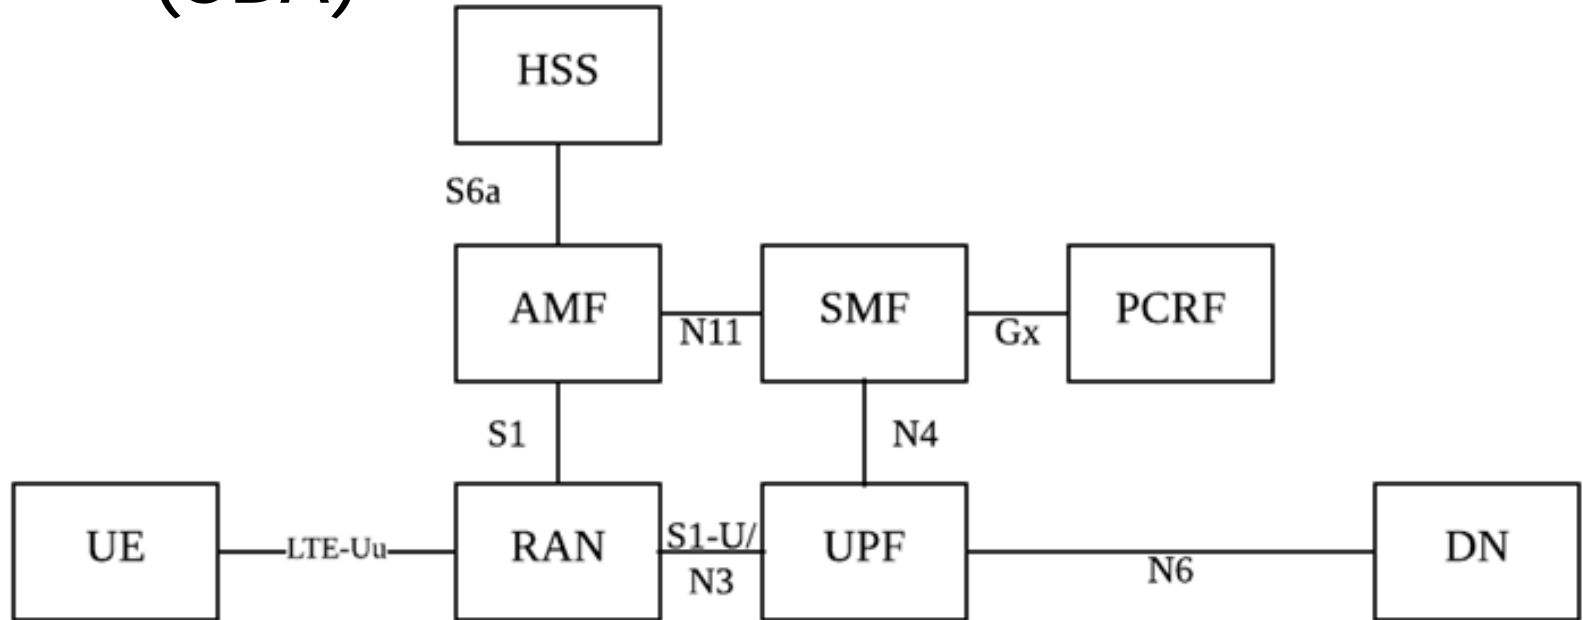 HSS
S6a
AMF
N11
SMF
Gx
PCRF
S1
N4
UE
LTE-Uu
RAN
S1-U/
N3
UPF
N6
DN